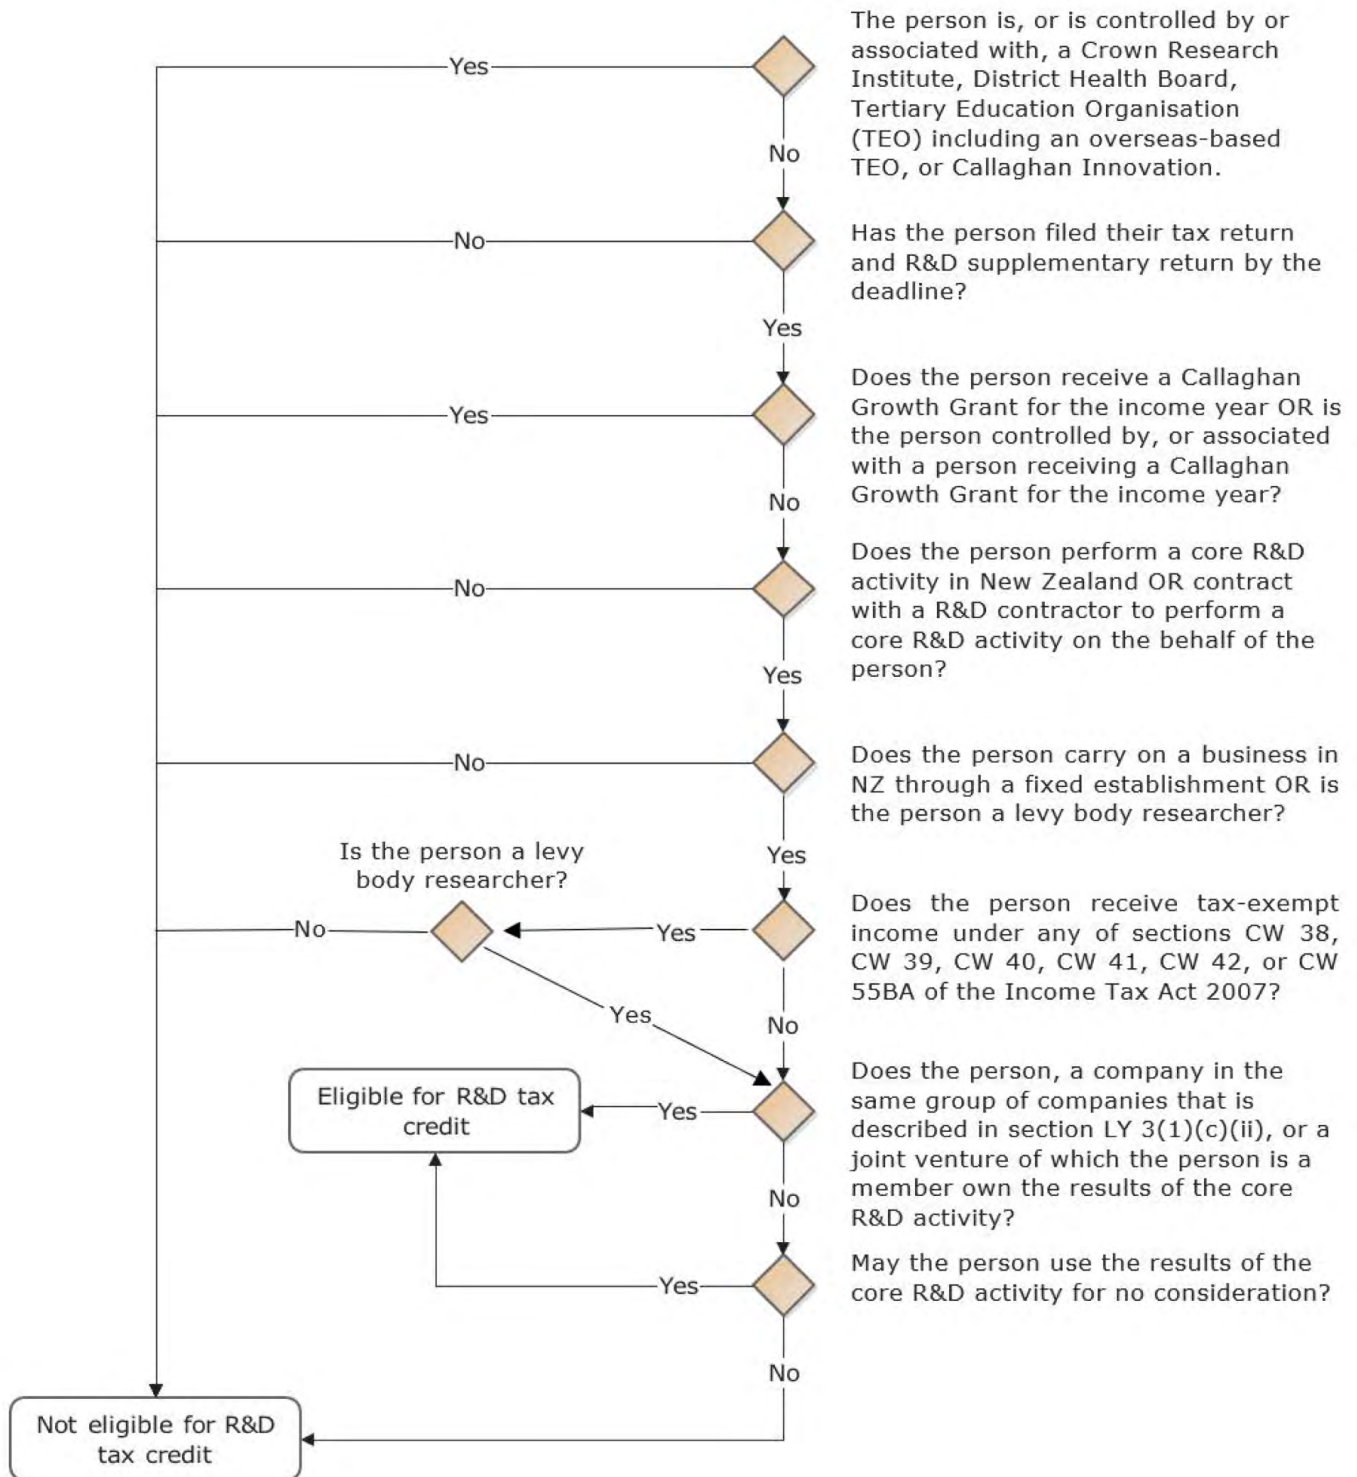 The person is, or is controlled by or
associated with, a Crown Research
Institute, District Health Board,
Tertiary Education Organisation
(TEO) including an overseas-based
TEO, or Callaghan Innovation.
Yes
No
Has the person filed their tax return
and R&D supplementary return by the
deadline?
No
Yes
Does the person receive a Callaghan
Growth Grant for the income year OR is
the person controlled by, or associated
with a person receiving a Callaghan
Growth Grant for the income year?
Yes
No
Does the person perform a core R&D
activity in New Zealand OR contract
with a R&D contractor to perform a
core R&D activity on the behalf of the
person?
No
Yes
Does the person carry on a business in
NZ through a fixed establishment OR is
the person a levy body researcher?
No
Yes
Is the person a levy
body researcher?
Does the person receive tax-exempt
income under any of sections CW 38,
CW 39, CW 40, CW 41, CW 42, or CW
55BA of the Income Tax Act 2007?
No
Yes
Yes
No
Does the person, a company in the
same group of companies that is
described in section LY 3(1)(c)(ii), or a
joint venture of which the person is a
member own the results of the core
R&D activity?
Eligible for R&D tax
credit
Yes
No
May the person use the results of the
core R&D activity for no consideration?
Yes
No
Not eligible for R&D
tax credit